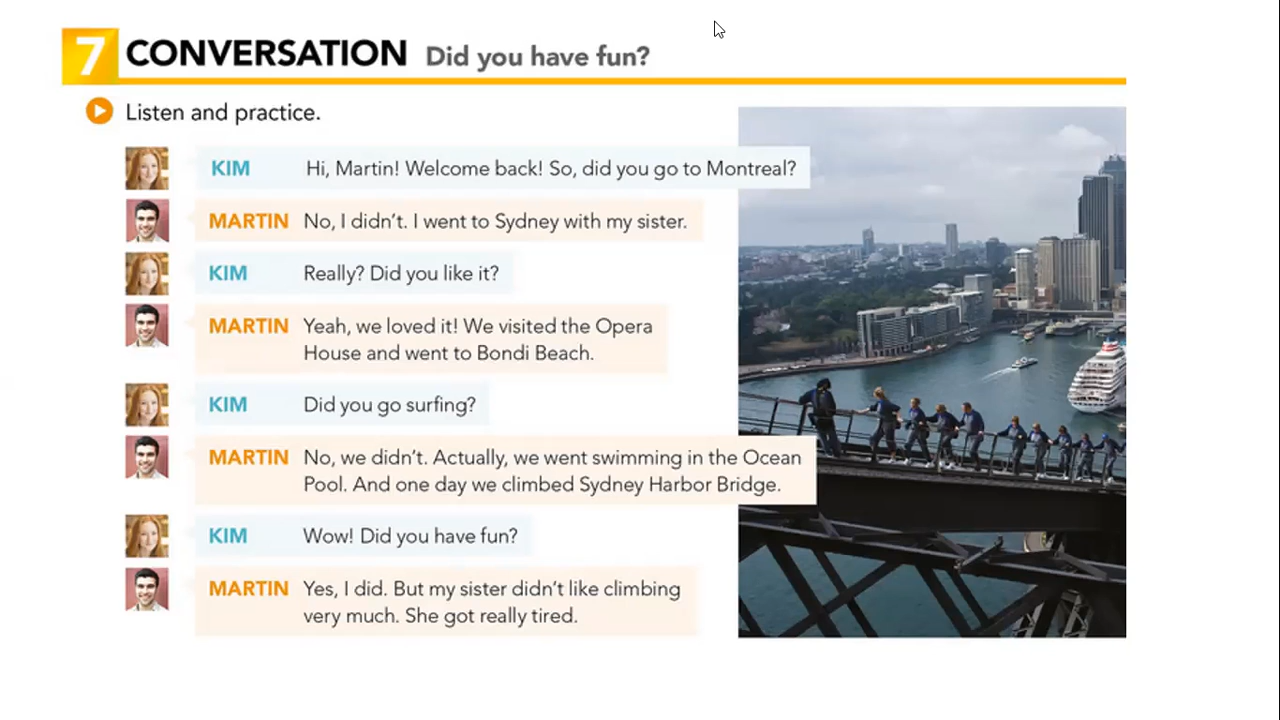 7 CONVERSATION Did you have fun?
Listen and practice.
KIM Hi, Martin! Welcome back! So, did you go to Montreal?
MARTIN No, I didn't. I went to Sydney with my sister.
KIM Really? Did you like it?
MARTIN Yeah, we loved it! We visited the Opera
House and went to Bondi Beach.
KIM Did you go surfing?
MARTIN No, we didn't. Actually, we went swimming in the Ocean
Pool. And one day we climbed Sydney Harbor Bridge.
KIM Wow! Did you have fun?
MARTIN Yes, I did. But my sister didn't like climbing
very much. She got really tired.